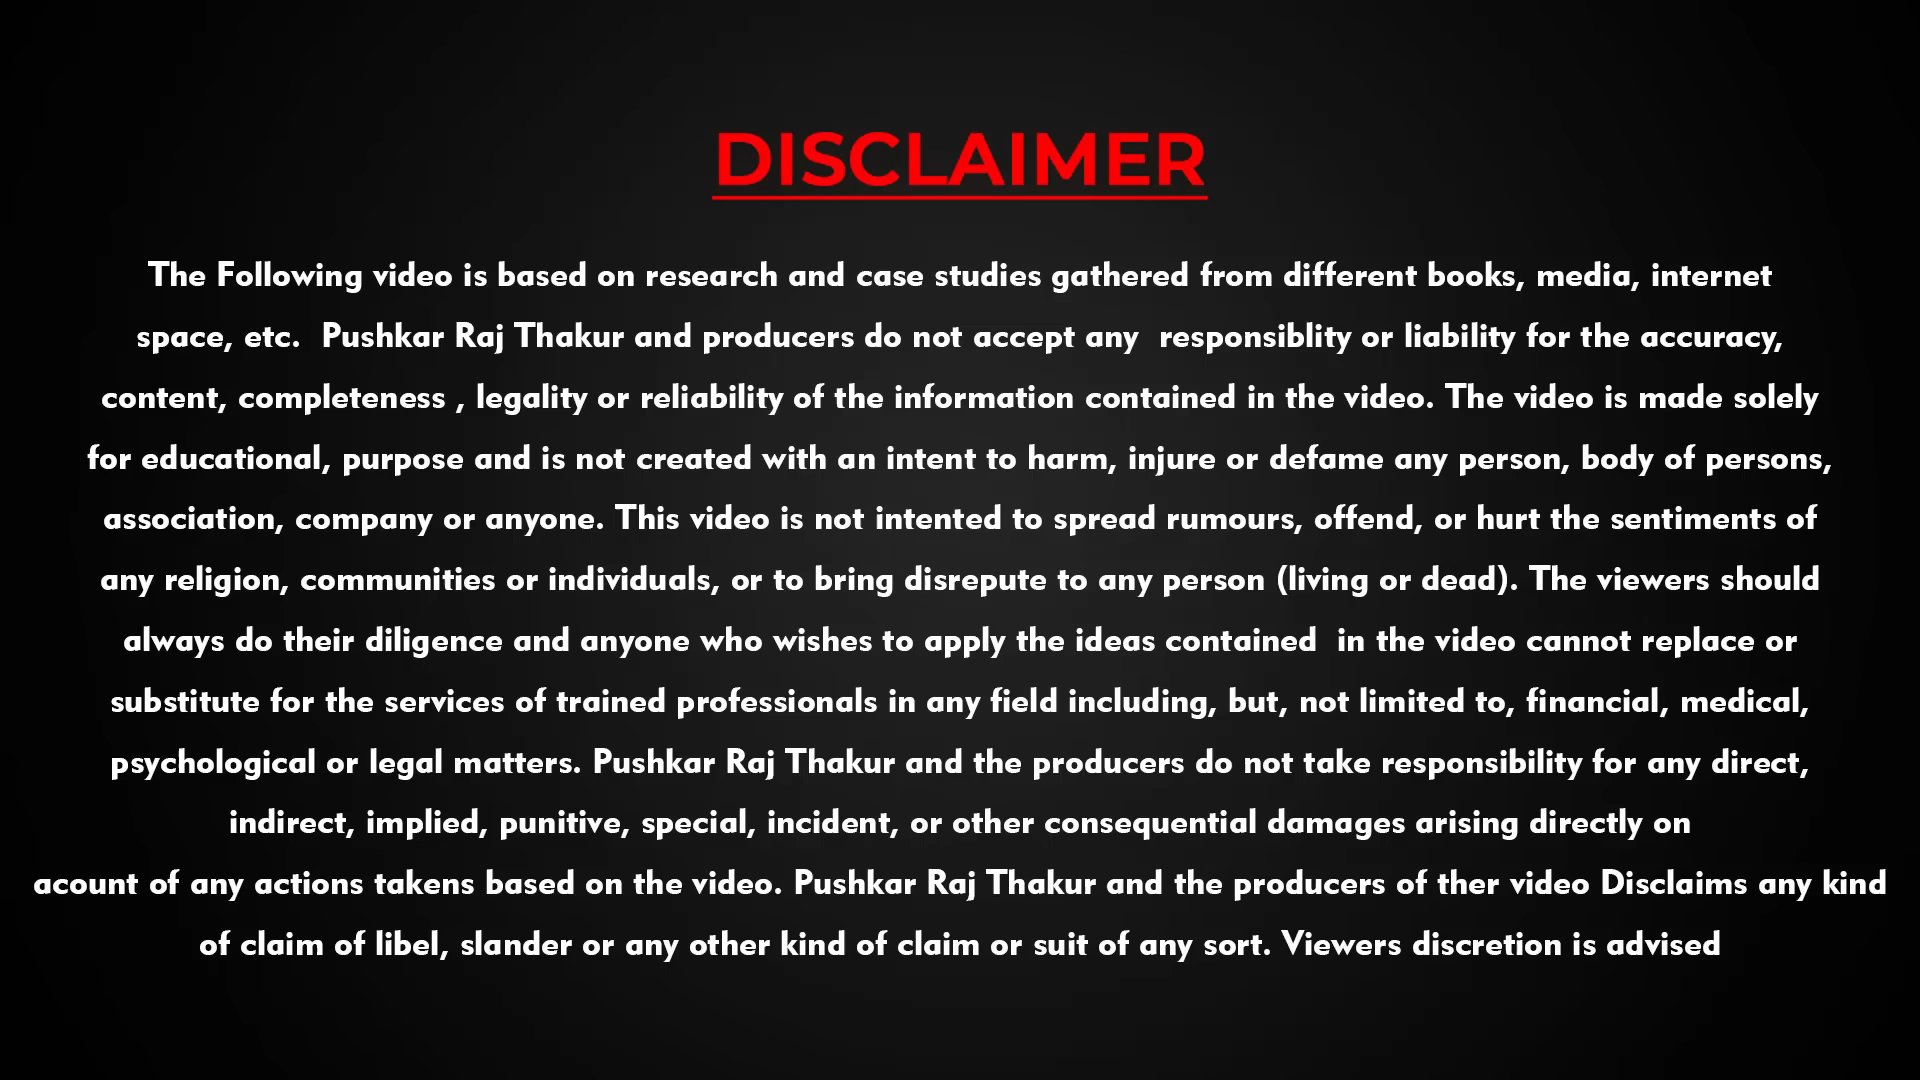 DISCLAIMER
The Following video is based on research and case studies gathered from different books, media, internet
space, etc.  Pushkar Raj Thakur and producers do not accept any  responsiblity or liability for the accuracy,
content, completeness , legality or reliability of the information contained in the video. The video is made solely
for educational, purpose and is not created with an intent to harm, injure or defame any person, body of persons,
association, company or anyone. This video is not intented to spread rumours, offend, or hurt the sentiments of
any religion, communities or individuals, or to bring disrepute to any person (living or dead). The viewers should
always do their diligence and anyone who wishes to apply the ideas contained  in the video cannot replace or
substitute for the services of trained professionals in any field including, but, not limited to, financial, medical,
psychological or legal matters. Pushkar Raj Thakur and the producers do not take responsibility for any direct,
indirect, implied, punitive, special, incident, or other consequential damages arising directly on
acount of any actions takens based on the video. Pushkar Raj Thakur and the producers of ther video Disclaims any kind
of claim of libel, slander or any other kind of claim or suit of any sort. Viewers discretion is advised